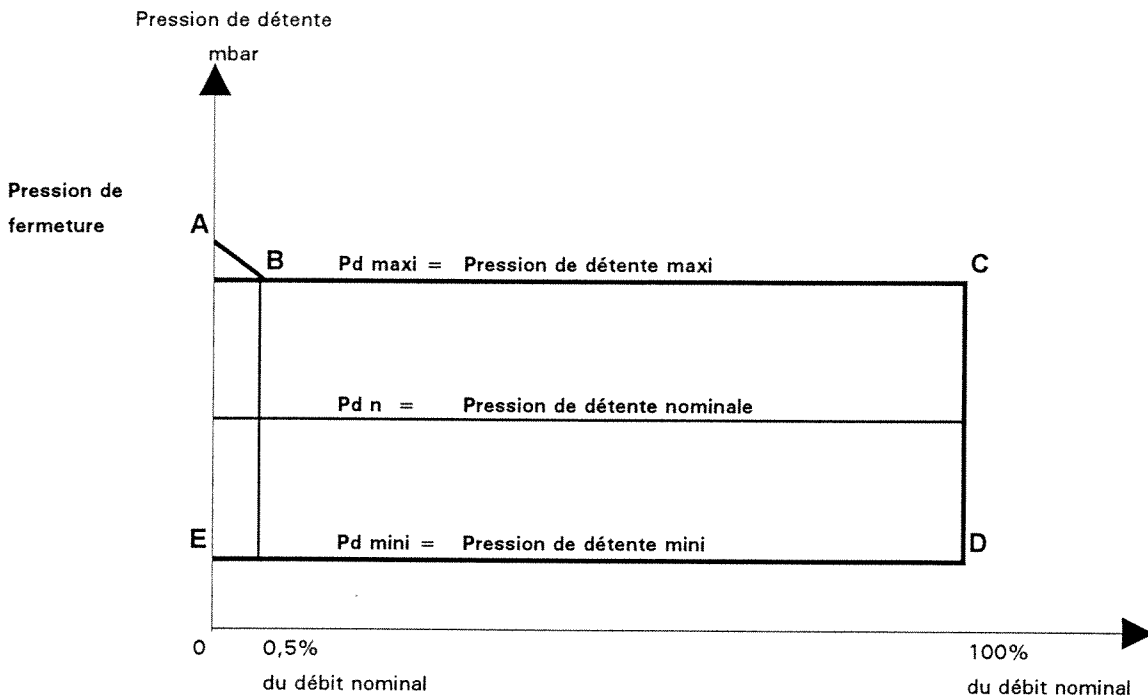 Pression de détente
mbar
Pression de
fermeture
A
B
Pd maxi = Pression de détente maxi
C
Pd n = Pression de détente nominale
E
Pd mini = Pression de détente mini
D
0
0,5%
100%
du débit nominal
du débit nominal